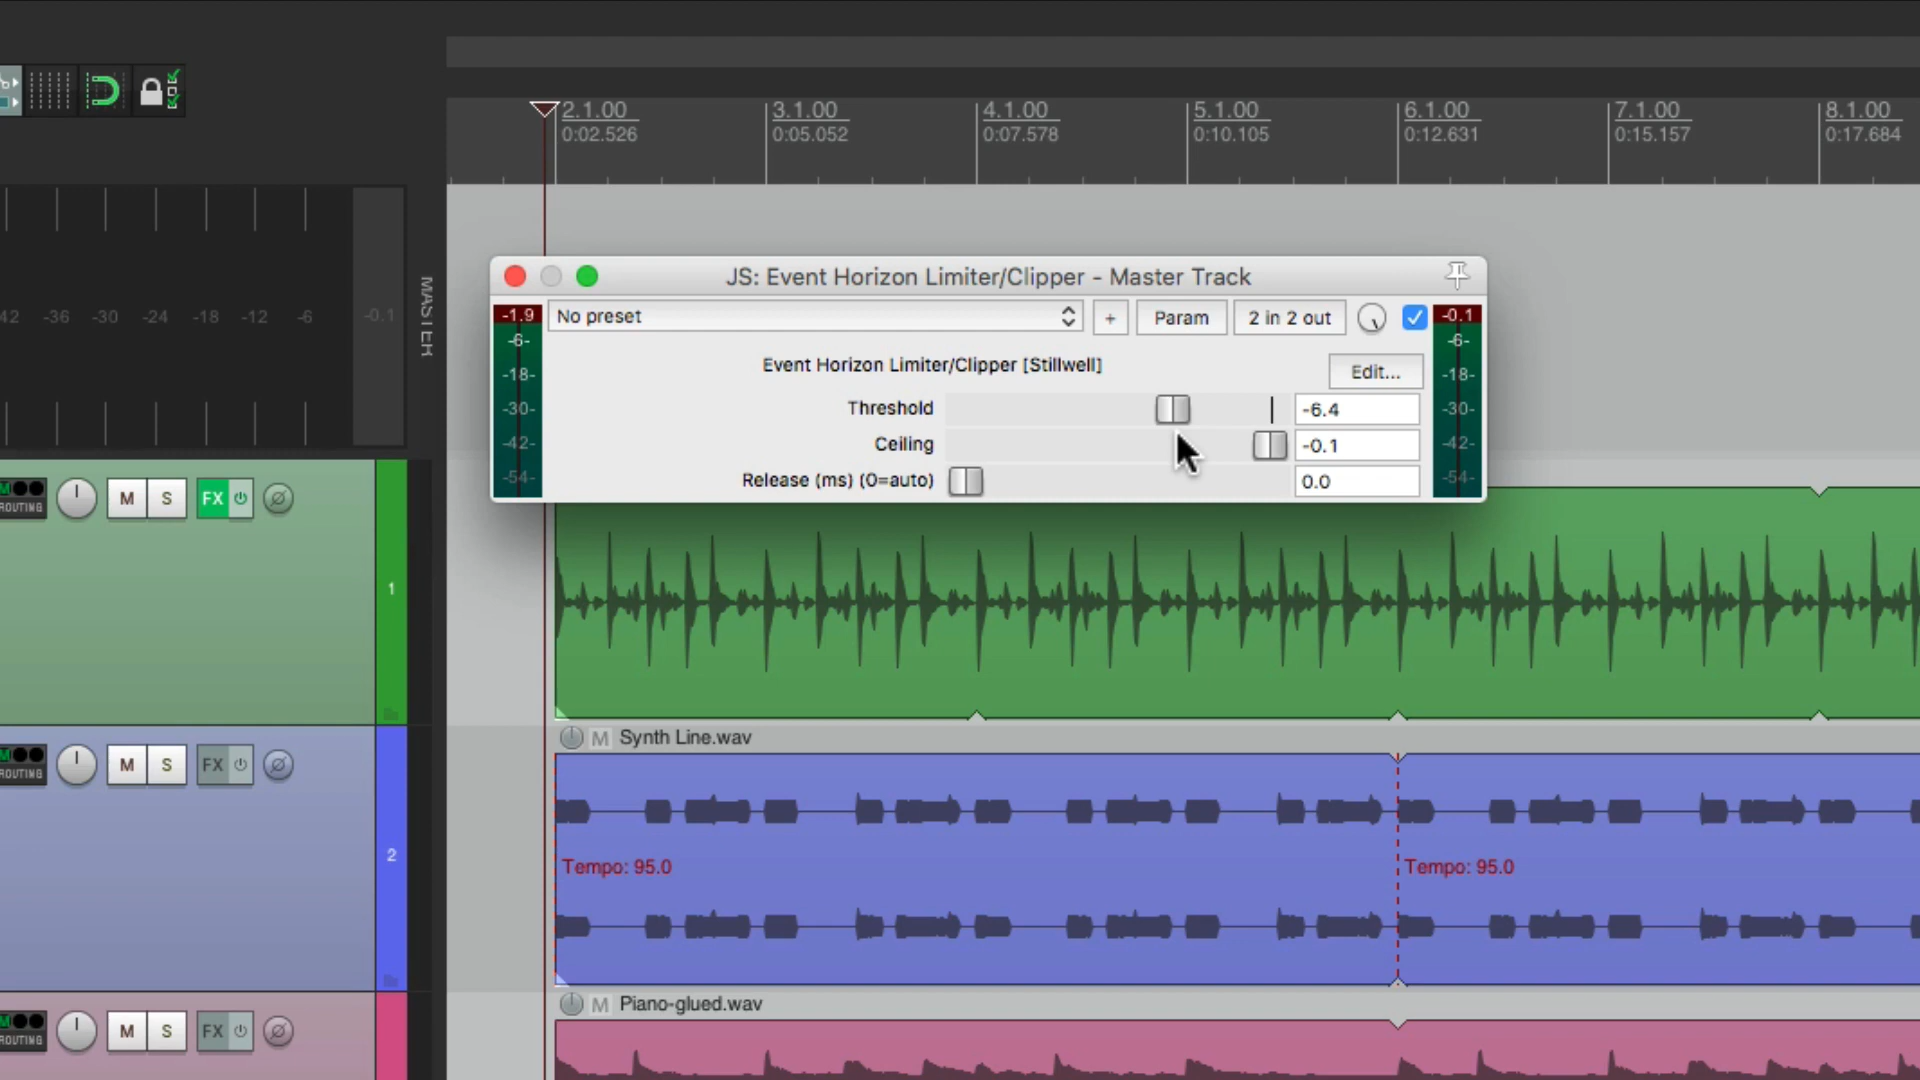 2.1.00 3.1.00 4.1.00 5.1.00 6.1.00 7.1.00 8.1.00
0:02.526 0:05.052 0:07.578 0:10.105 0:12.631 0:15.157 0:17.684
42 -36 -30 -24 -18 -12 -6 -0.1
MASTER
JS: Event Horizon Limiter/Clipper - Master Track
-1.9 No preset + Param 2 in 2 out -0.1
-6- -6-
Event Horizon Limiter/Clipper [Stillwell]
-18- Edit... -18-
-30- Threshold -6.4 -30-
-42- Ceiling -0.1 -42-
-54- Release (ms) (0=auto) 0.0 -54-
M
ROUTING M S FX
1
M Synth Line.wav
M
ROUTING M S FX
2
Tempo: 95.0 Tempo: 95.0
M Piano-glued.wav
M
ROUTING M S FX